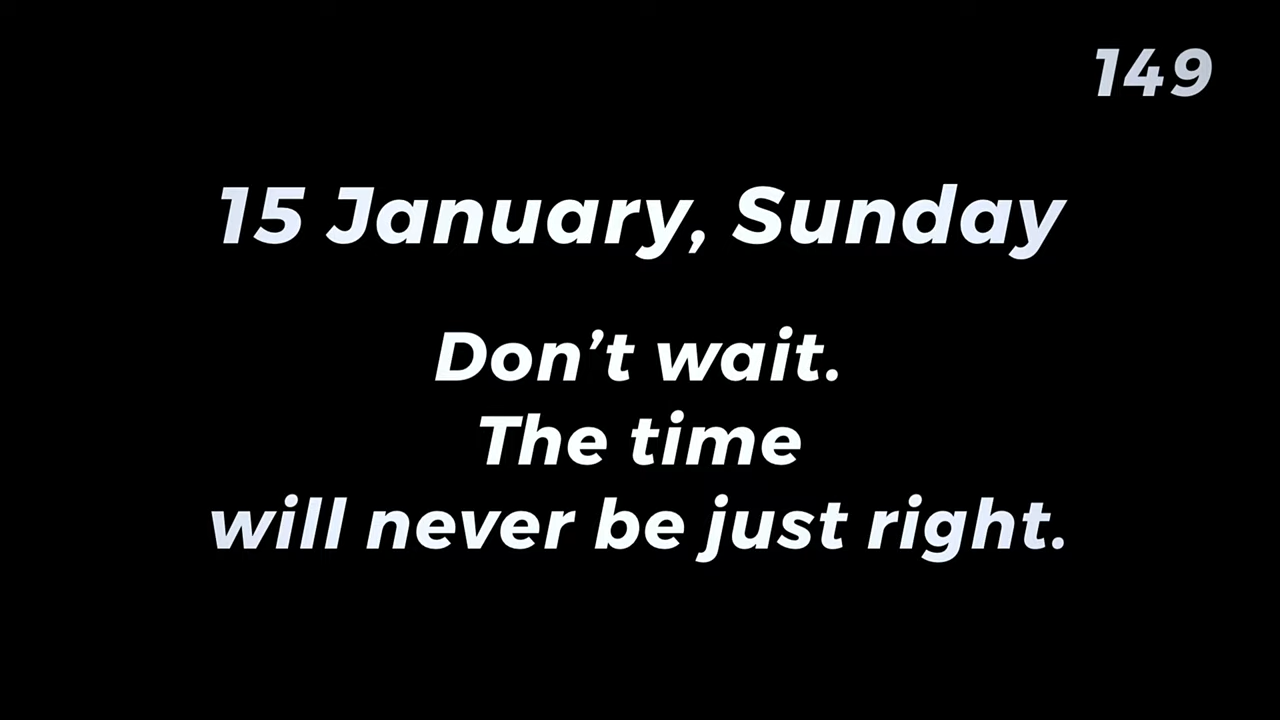 149
15 January, Sunday
Don’t wait.
The time
will never be just right.